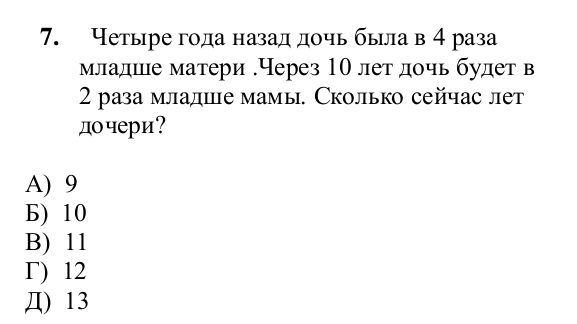 7. Четыре года назад дочь была в 4 раза
младше матери .Через 10 лет дочь будет в
2 раза младше мамы. Сколько сейчас лет
дочери?
А) 9
Б) 10
В) 11
Г) 12
Д) 13